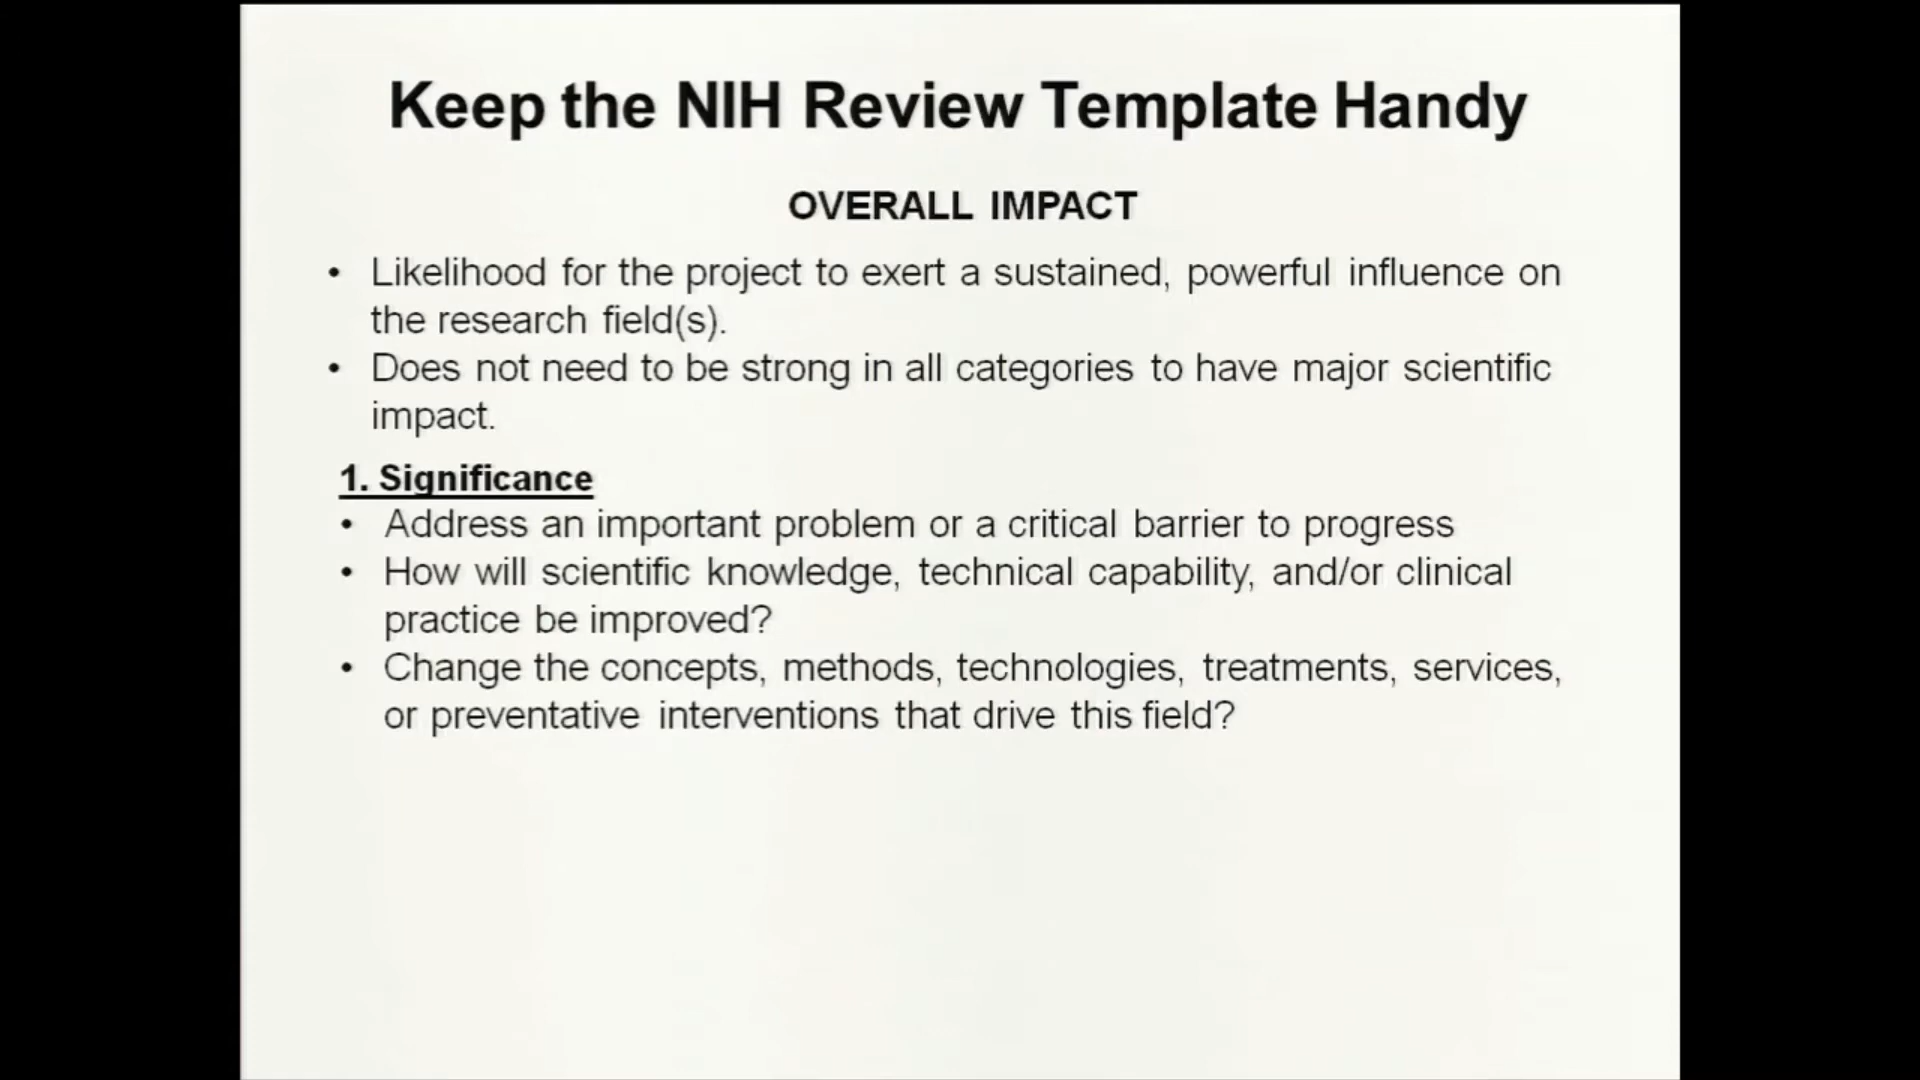 Keep the NIH Review Template Handy
OVERALL IMPACT
• Likelihood for the project to exert a sustained, powerful influence on
the research field(s).
• Does not need to be strong in all categories to have major scientific
impact.
1. Significance
• Address an important problem or a critical barrier to progress
• How will scientific knowledge, technical capability, and/or clinical
practice be improved?
• Change the concepts, methods, technologies, treatments, services,
or preventative interventions that drive this field?